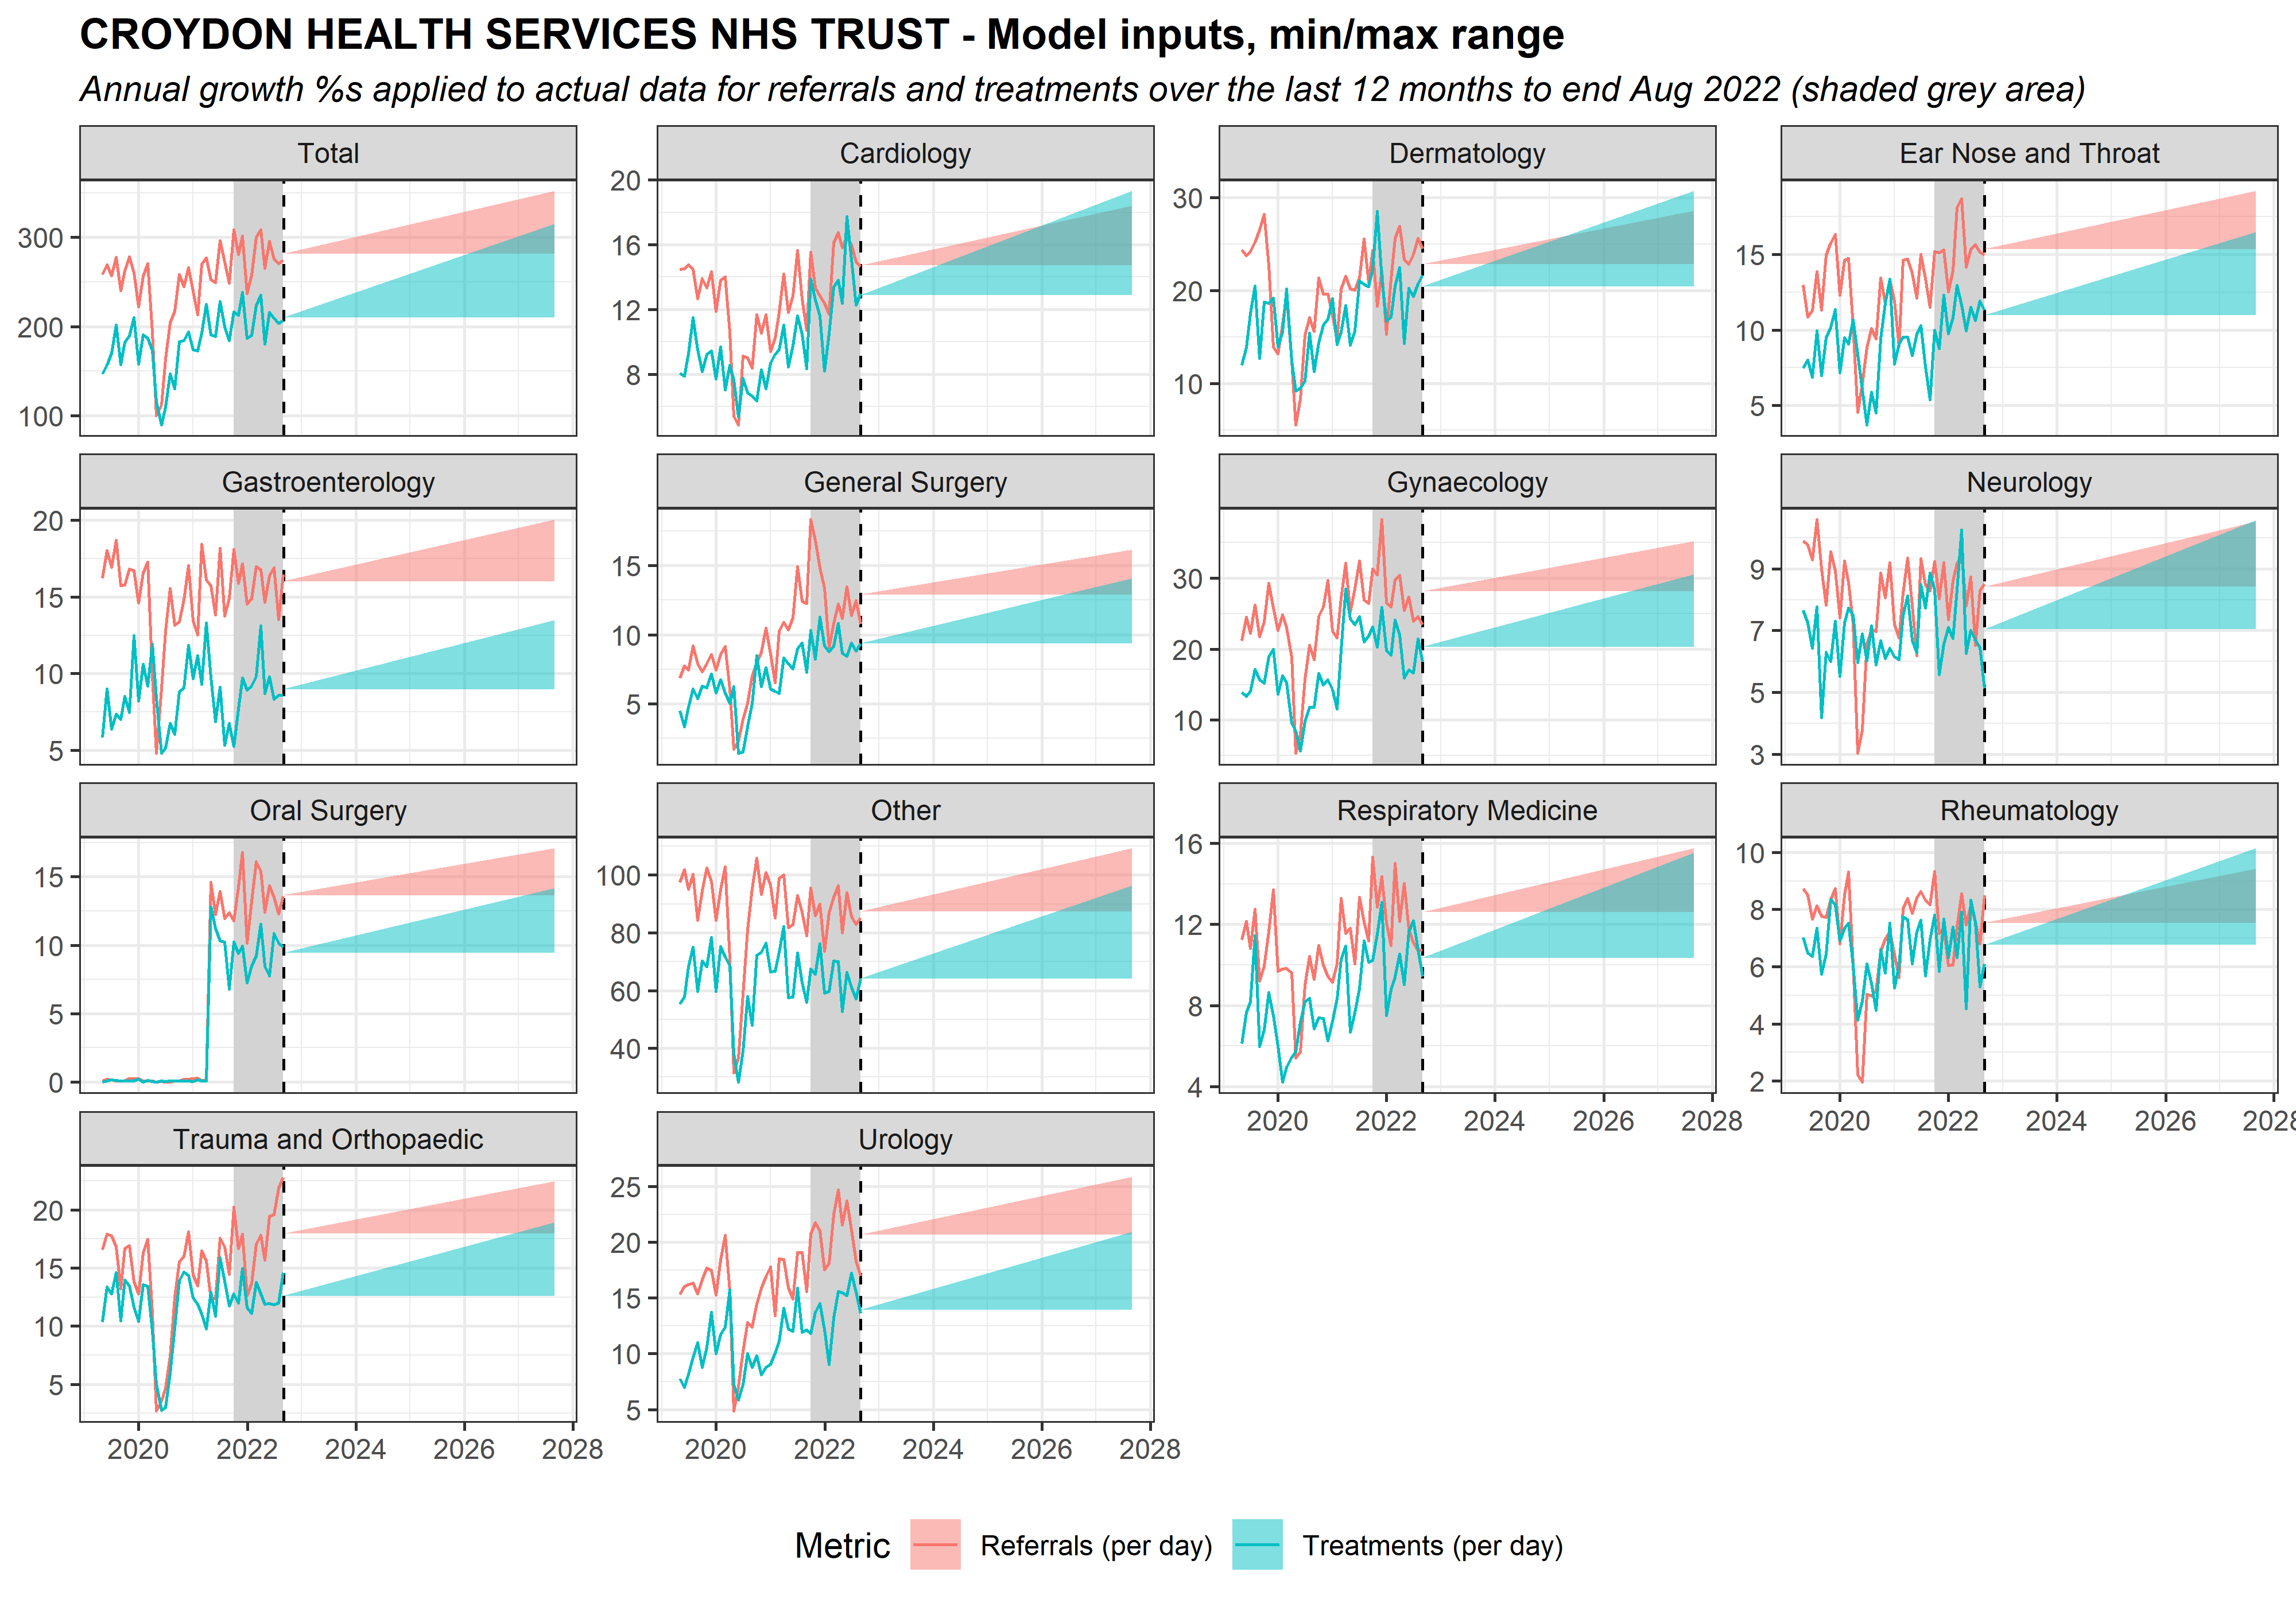 CROYDON HEALTH SERVICES NHS TRUST - Model inputs, min/max range
Annual growth %s applied to actual data for referrals and treatments over the last 12 months to end Aug 2022 (shaded grey area)
Total
300
200
100
Cardiology
20
16
12
8
Dermatology
30
20
10
Ear Nose and Throat
15
10
5
Gastroenterology
20
15
10
5
General Surgery
15
10
5
Gynaecology
30
20
10
Neurology
9
7
5
3
Oral Surgery
15
10
5
0
Other
100
80
60
40
Respiratory Medicine
16
12
8
4
2020 2022 2024 2026 2028
Rheumatology
10
8
6
4
2
2020 2022 2024 2026 2028
Trauma and Orthopaedic
20
15
10
5
2020 2022 2024 2026 2028
Urology
25
20
15
10
5
2020 2022 2024 2026 2028
Metric Referrals (per day) Treatments (per day)